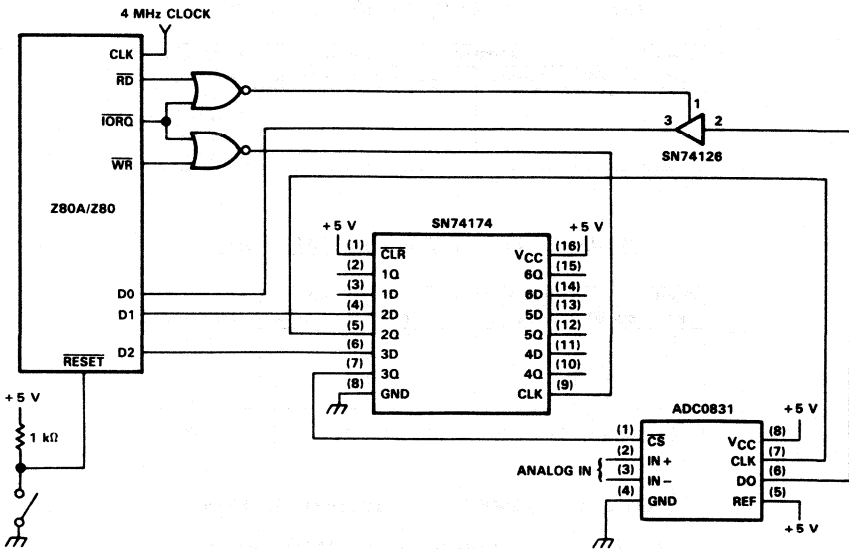 4 MHz CLOCK
CLK
RD
IORQ
WR
Z80A/Z80
D0
D1
D2
RESET
+5 V
1 kΩ
1
3
2
SN74126
SN74174
+5 V
+5 V
(1) CLR
(2) 1Q
(3) 1D
(4) 2D
(5) 2Q
(6) 3D
(7) 3Q
(8) GND
VCC (16)
6Q (15)
6D (14)
5D (13)
5Q (12)
4D (11)
4Q (10)
CLK (9)
ADC0831
+5 V
(1) CS
(2) IN +
(3) IN −
(4) GND
ANALOG IN {
VCC (8)
CLK (7)
DO (6)
REF (5)
+5 V